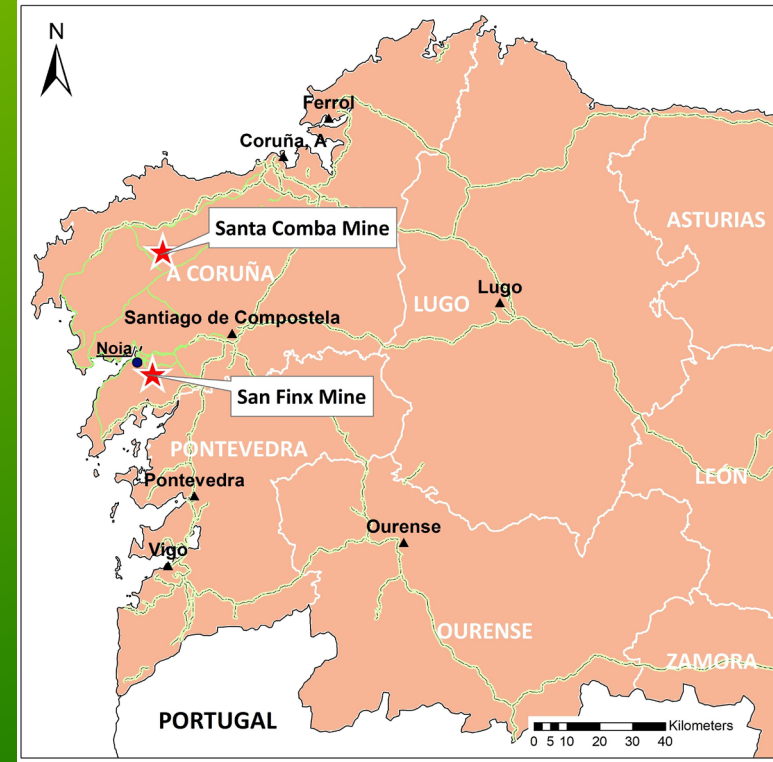 N
Ferrol
Coruña, A
Santa Comba Mine
ASTURIAS
A CORUÑA
Lugo
LUGO
Santiago de Compostela
Noia
San Finx Mine
PONTEVEDRA
LEÓN
Pontevedra
Ourense
Vigo
OURENSE
ZAMORA
PORTUGAL
Kilometers
0 5 10 20 30 40